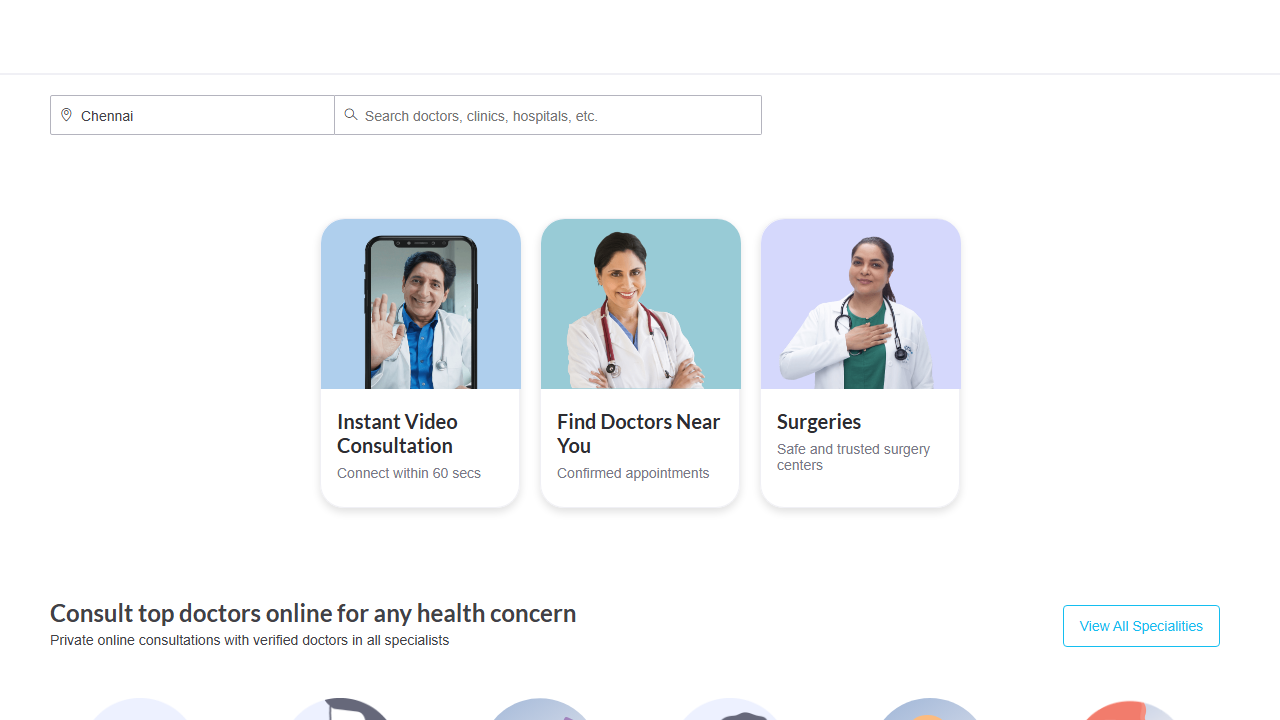 Chennai
Search doctors, clinics, hospitals, etc.
Instant Video
Consultation
Connect within 60 secs
Find Doctors Near
You
Confirmed appointments
Surgeries
Safe and trusted surgery
centers
Consult top doctors online for any health concern
Private online consultations with verified doctors in all specialists
View All Specialities